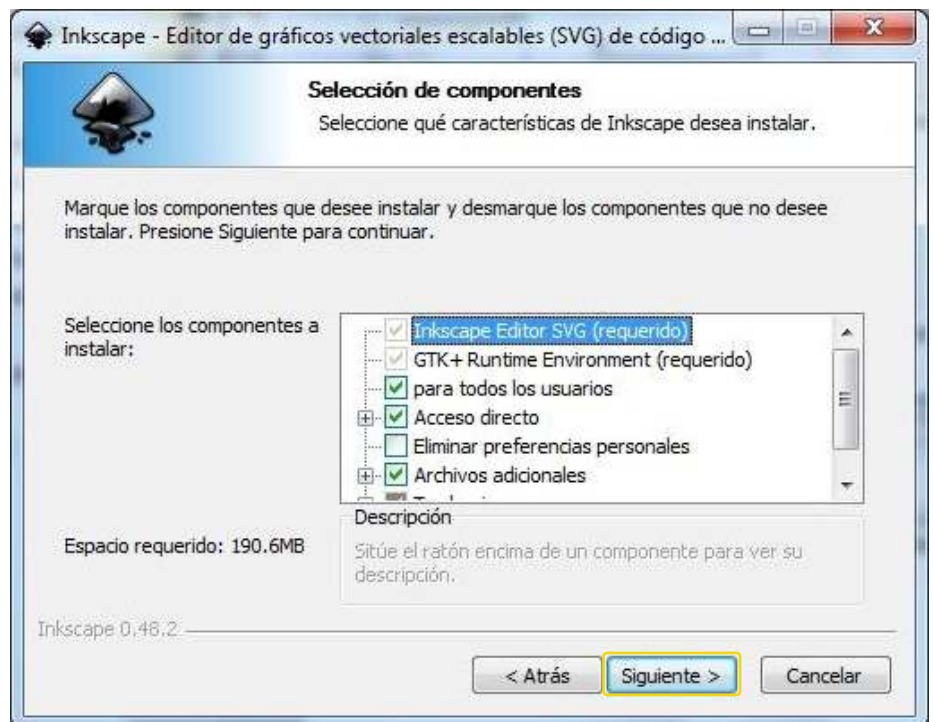 Inkscape - Editor de gráficos vectoriales escalables (SVG) de código ...
Selección de componentes
Seleccione qué características de Inkscape desea instalar.
Marque los componentes que desee instalar y desmarque los componentes que no desee
instalar. Presione Siguiente para continuar.
Seleccione los componentes a
instalar:
Inkscape Editor SVG (requerido)
GTK+ Runtime Environment (requerido)
para todos los usuarios
Acceso directo
Eliminar preferencias personales
Archivos adicionales
Espacio requerido: 190.6MB
Descripción
Sitúe el ratón encima de un componente para ver su
descripción.
Inkscape 0.48.2
< Atrás
Siguiente >
Cancelar